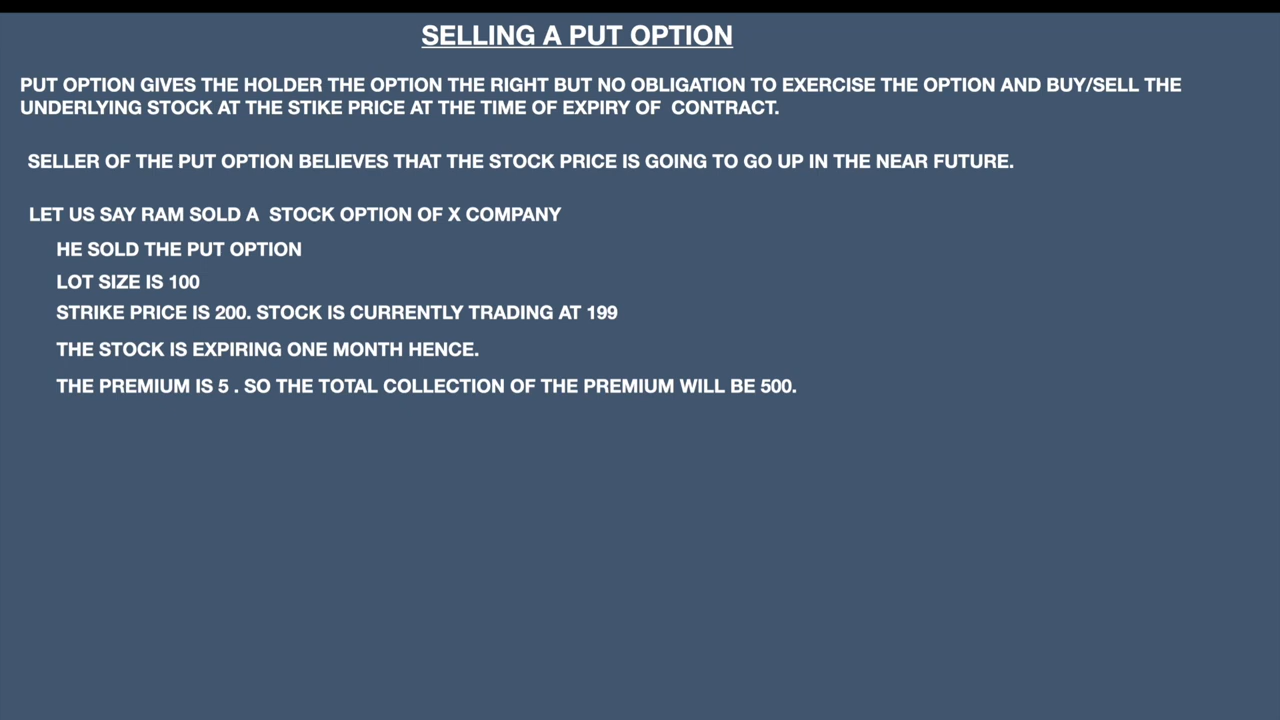 SELLING A PUT OPTION
PUT OPTION GIVES THE HOLDER THE OPTION THE RIGHT BUT NO OBLIGATION TO EXERCISE THE OPTION AND BUY/SELL THE
UNDERLYING STOCK AT THE STIKE PRICE AT THE TIME OF EXPIRY OF CONTRACT.
SELLER OF THE PUT OPTION BELIEVES THAT THE STOCK PRICE IS GOING TO GO UP IN THE NEAR FUTURE.
LET US SAY RAM SOLD A STOCK OPTION OF X COMPANY
HE SOLD THE PUT OPTION
LOT SIZE IS 100
STRIKE PRICE IS 200. STOCK IS CURRENTLY TRADING AT 199
THE STOCK IS EXPIRING ONE MONTH HENCE.
THE PREMIUM IS 5 . SO THE TOTAL COLLECTION OF THE PREMIUM WILL BE 500.